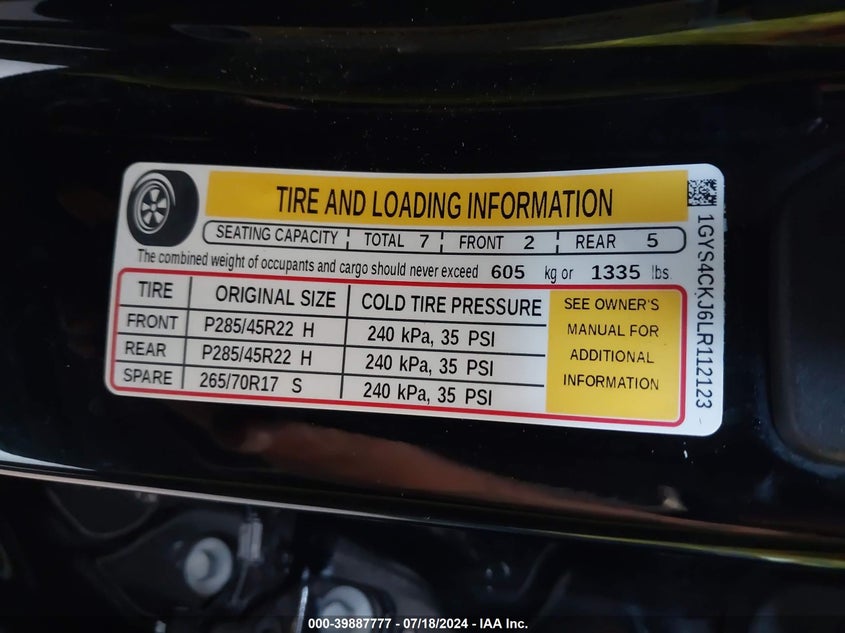 TIRE AND LOADING INFORMATION
SEATING CAPACITY TOTAL 7 FRONT 2 REAR 5
The combined weight of occupants and cargo should never exceed 605 kg or 1335 lbs
TIRE ORIGINAL SIZE COLD TIRE PRESSURE
FRONT P285/45R22 H 240 kPa, 35 PSI
REAR P285/45R22 H 240 kPa, 35 PSI
SPARE 265/70R17 S 240 kPa, 35 PSI
SEE OWNER'S
MANUAL FOR
ADDITIONAL
INFORMATION
1GYS4CKJ6LR112123
000-39887777 - 07/18/2024 - IAA Inc.